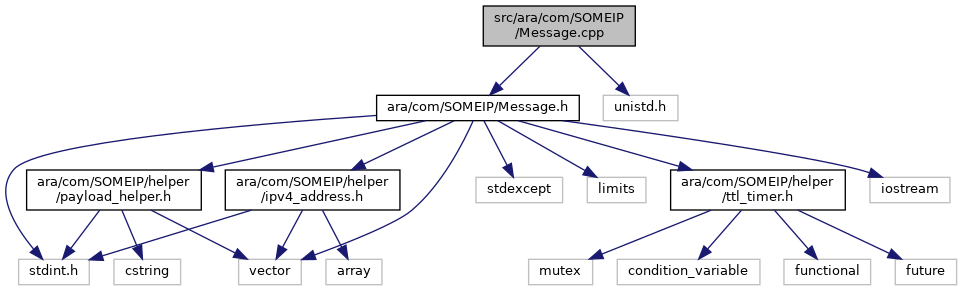 src/ara/com/SOMEIP
/Message.cpp
ara/com/SOMEIP/Message.h
unistd.h
ara/com/SOMEIP/helper
/payload_helper.h
ara/com/SOMEIP/helper
/ipv4_address.h
stdexcept
limits
ara/com/SOMEIP/helper
/ttl_timer.h
iostream
stdint.h
cstring
vector
array
mutex
condition_variable
functional
future